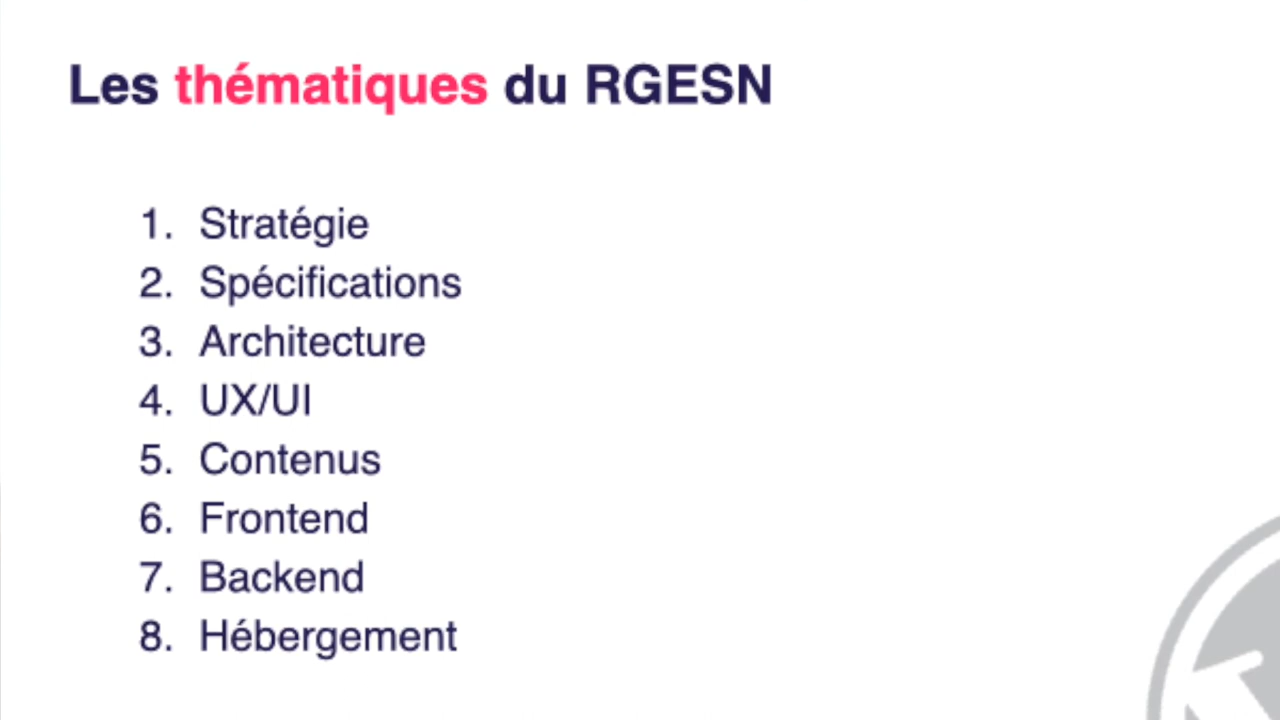 Les thématiques du RGESN
1. Stratégie
2. Spécifications
3. Architecture
4. UX/UI
5. Contenus
6. Frontend
7. Backend
8. Hébergement